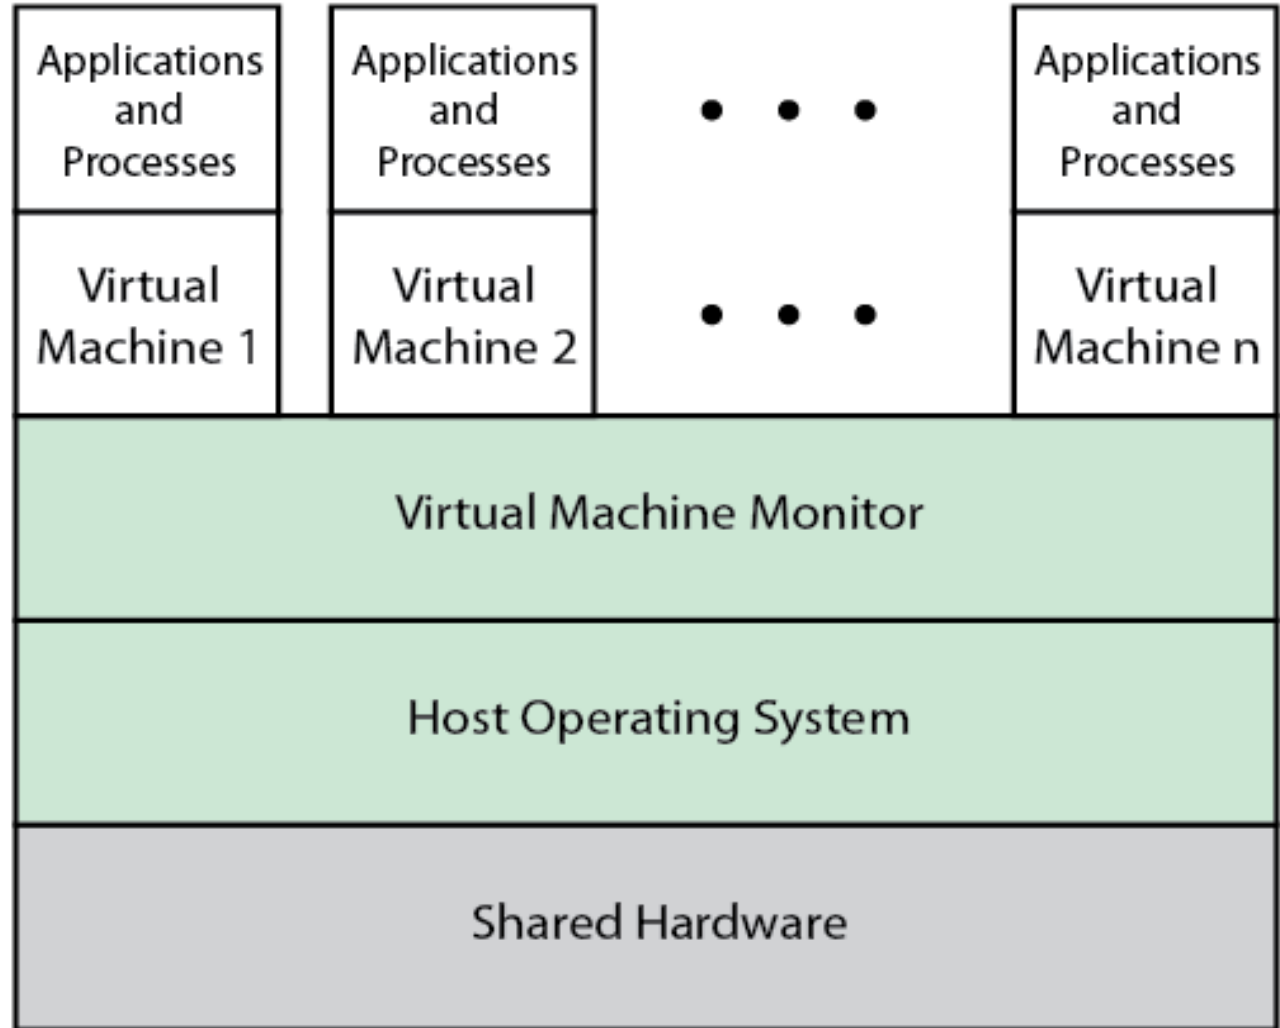 Applications
and
Processes
Applications
and
Processes
Applications
and
Processes
Virtual
Machine 1
Virtual
Machine 2
Virtual
Machine n
Virtual Machine Monitor
Host Operating System
Shared Hardware